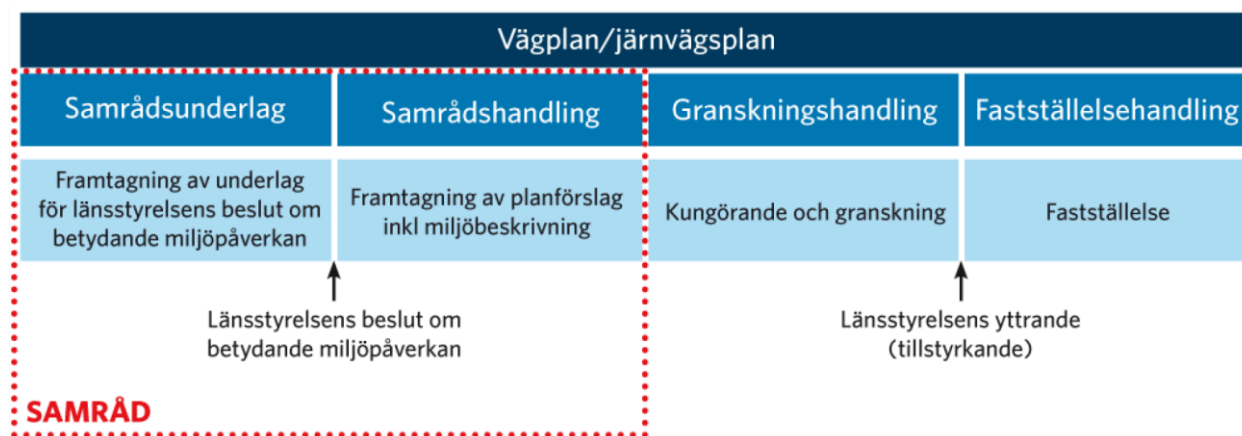 Vägplan/järnvägsplan
Samrådsunderlag
Samrådshandling
Granskningshandling
Fastställelsehandling
Framtagning av underlag
för länsstyrelsens beslut om
betydande miljöpåverkan
Framtagning av planförslag
inkl miljöbeskrivning
Kungörande och granskning
Fastställelse
Länsstyrelsens beslut om
betydande miljöpåverkan
Länsstyrelsens yttrande
(tillstyrkande)
SAMRÅD